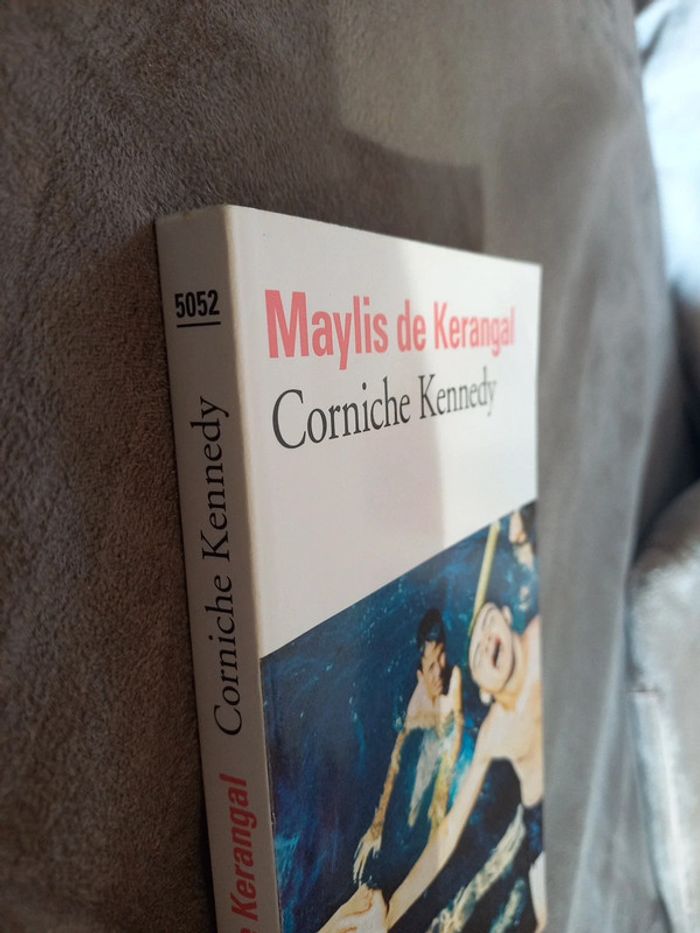 5052
Corniche Kennedy
Kerangal
Maylis de Kerangal
Corniche Kennedy